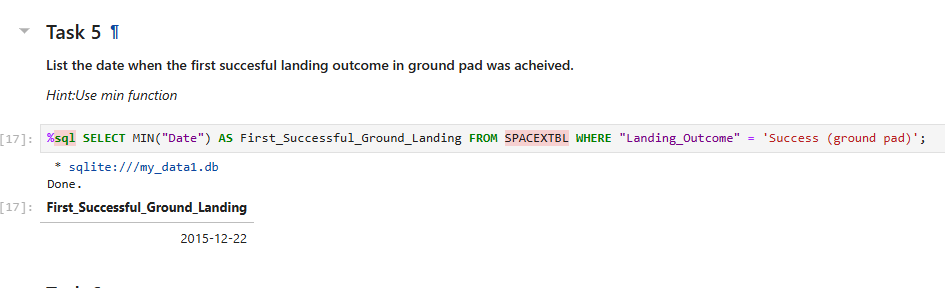 Task 5 ¶
List the date when the first succesful landing outcome in ground pad was acheived.
Hint:Use min function
[17]: %sql SELECT MIN("Date") AS First_Successful_Ground_Landing FROM SPACEXTBL WHERE "Landing_Outcome" = 'Success (ground pad)';
* sqlite:///my_data1.db
Done.
[17]: First_Successful_Ground_Landing
2015-12-22